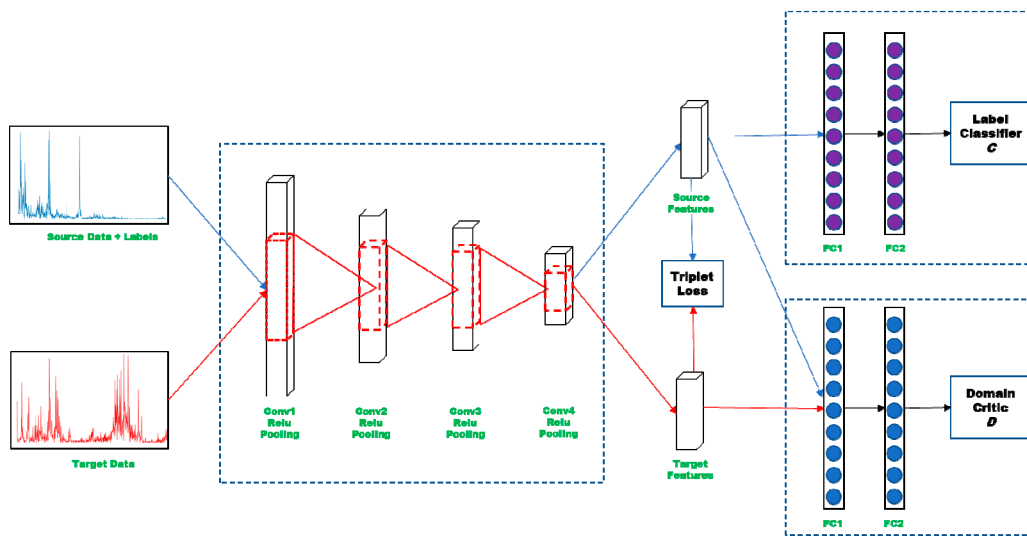 Source Data + Labels
Target Data
Conv1
Relu
Pooling
Conv2
Relu
Pooling
Conv3
Relu
Pooling
Conv4
Relu
Pooling
Source
Features
Triplet
Loss
Target
Features
FC1
FC2
Label
Classifier
C
FC1
FC2
Domain
Critic
D